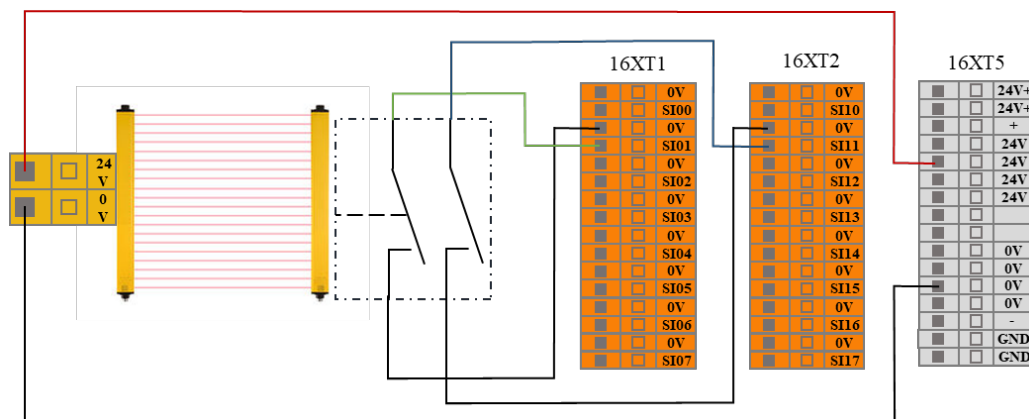 16XT1
16XT2
16XT5
24
V
0
V
0V
SI00
0V
SI01
0V
SI02
0V
SI03
0V
SI04
0V
SI05
0V
SI06
0V
SI07
0V
SI10
0V
SI11
0V
SI12
0V
SI13
0V
SI14
0V
SI15
0V
SI16
0V
SI17
24V+
24V+
+
24V
24V
24V
24V
0V
0V
0V
0V
-
GND
GND